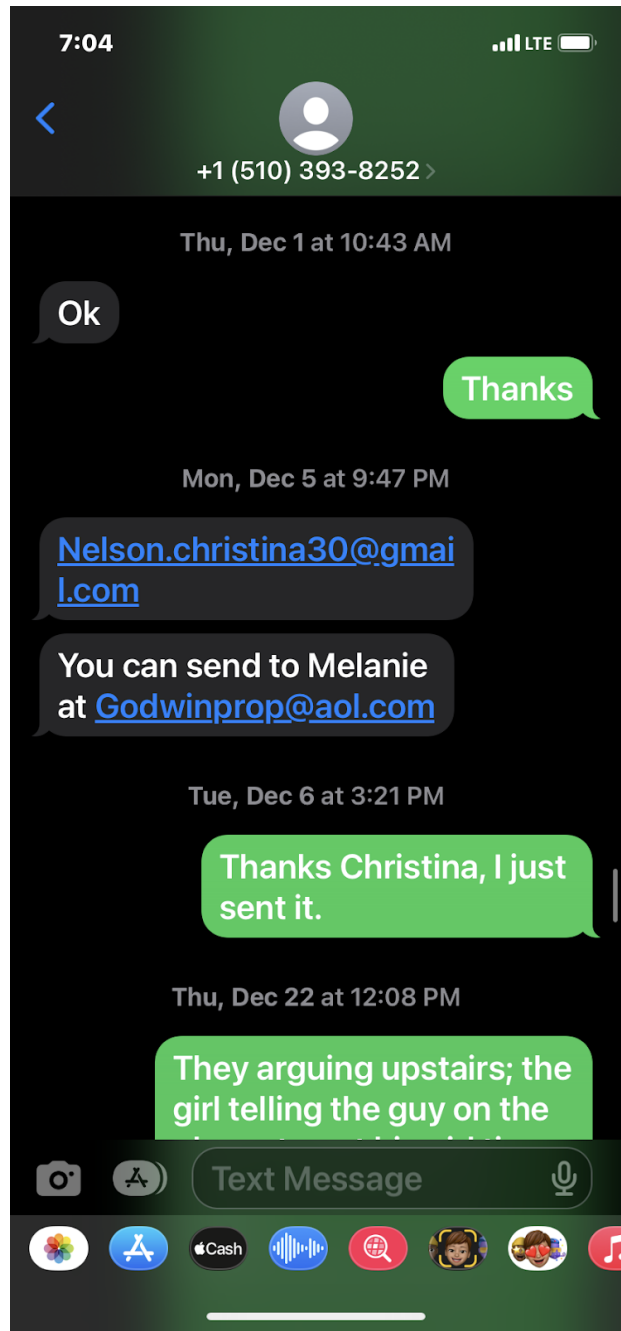 7:04
LTE
+1 (510) 393-8252
Thu, Dec 1 at 10:43 AM
Ok
Thanks
Mon, Dec 5 at 9:47 PM
Nelson.christina30@gmai
l.com
You can send to Melanie
at Godwinprop@aol.com
Tue, Dec 6 at 3:21 PM
Thanks Christina, I just
sent it.
Thu, Dec 22 at 12:08 PM
They arguing upstairs; the
girl telling the guy on the
Text Message
Cash